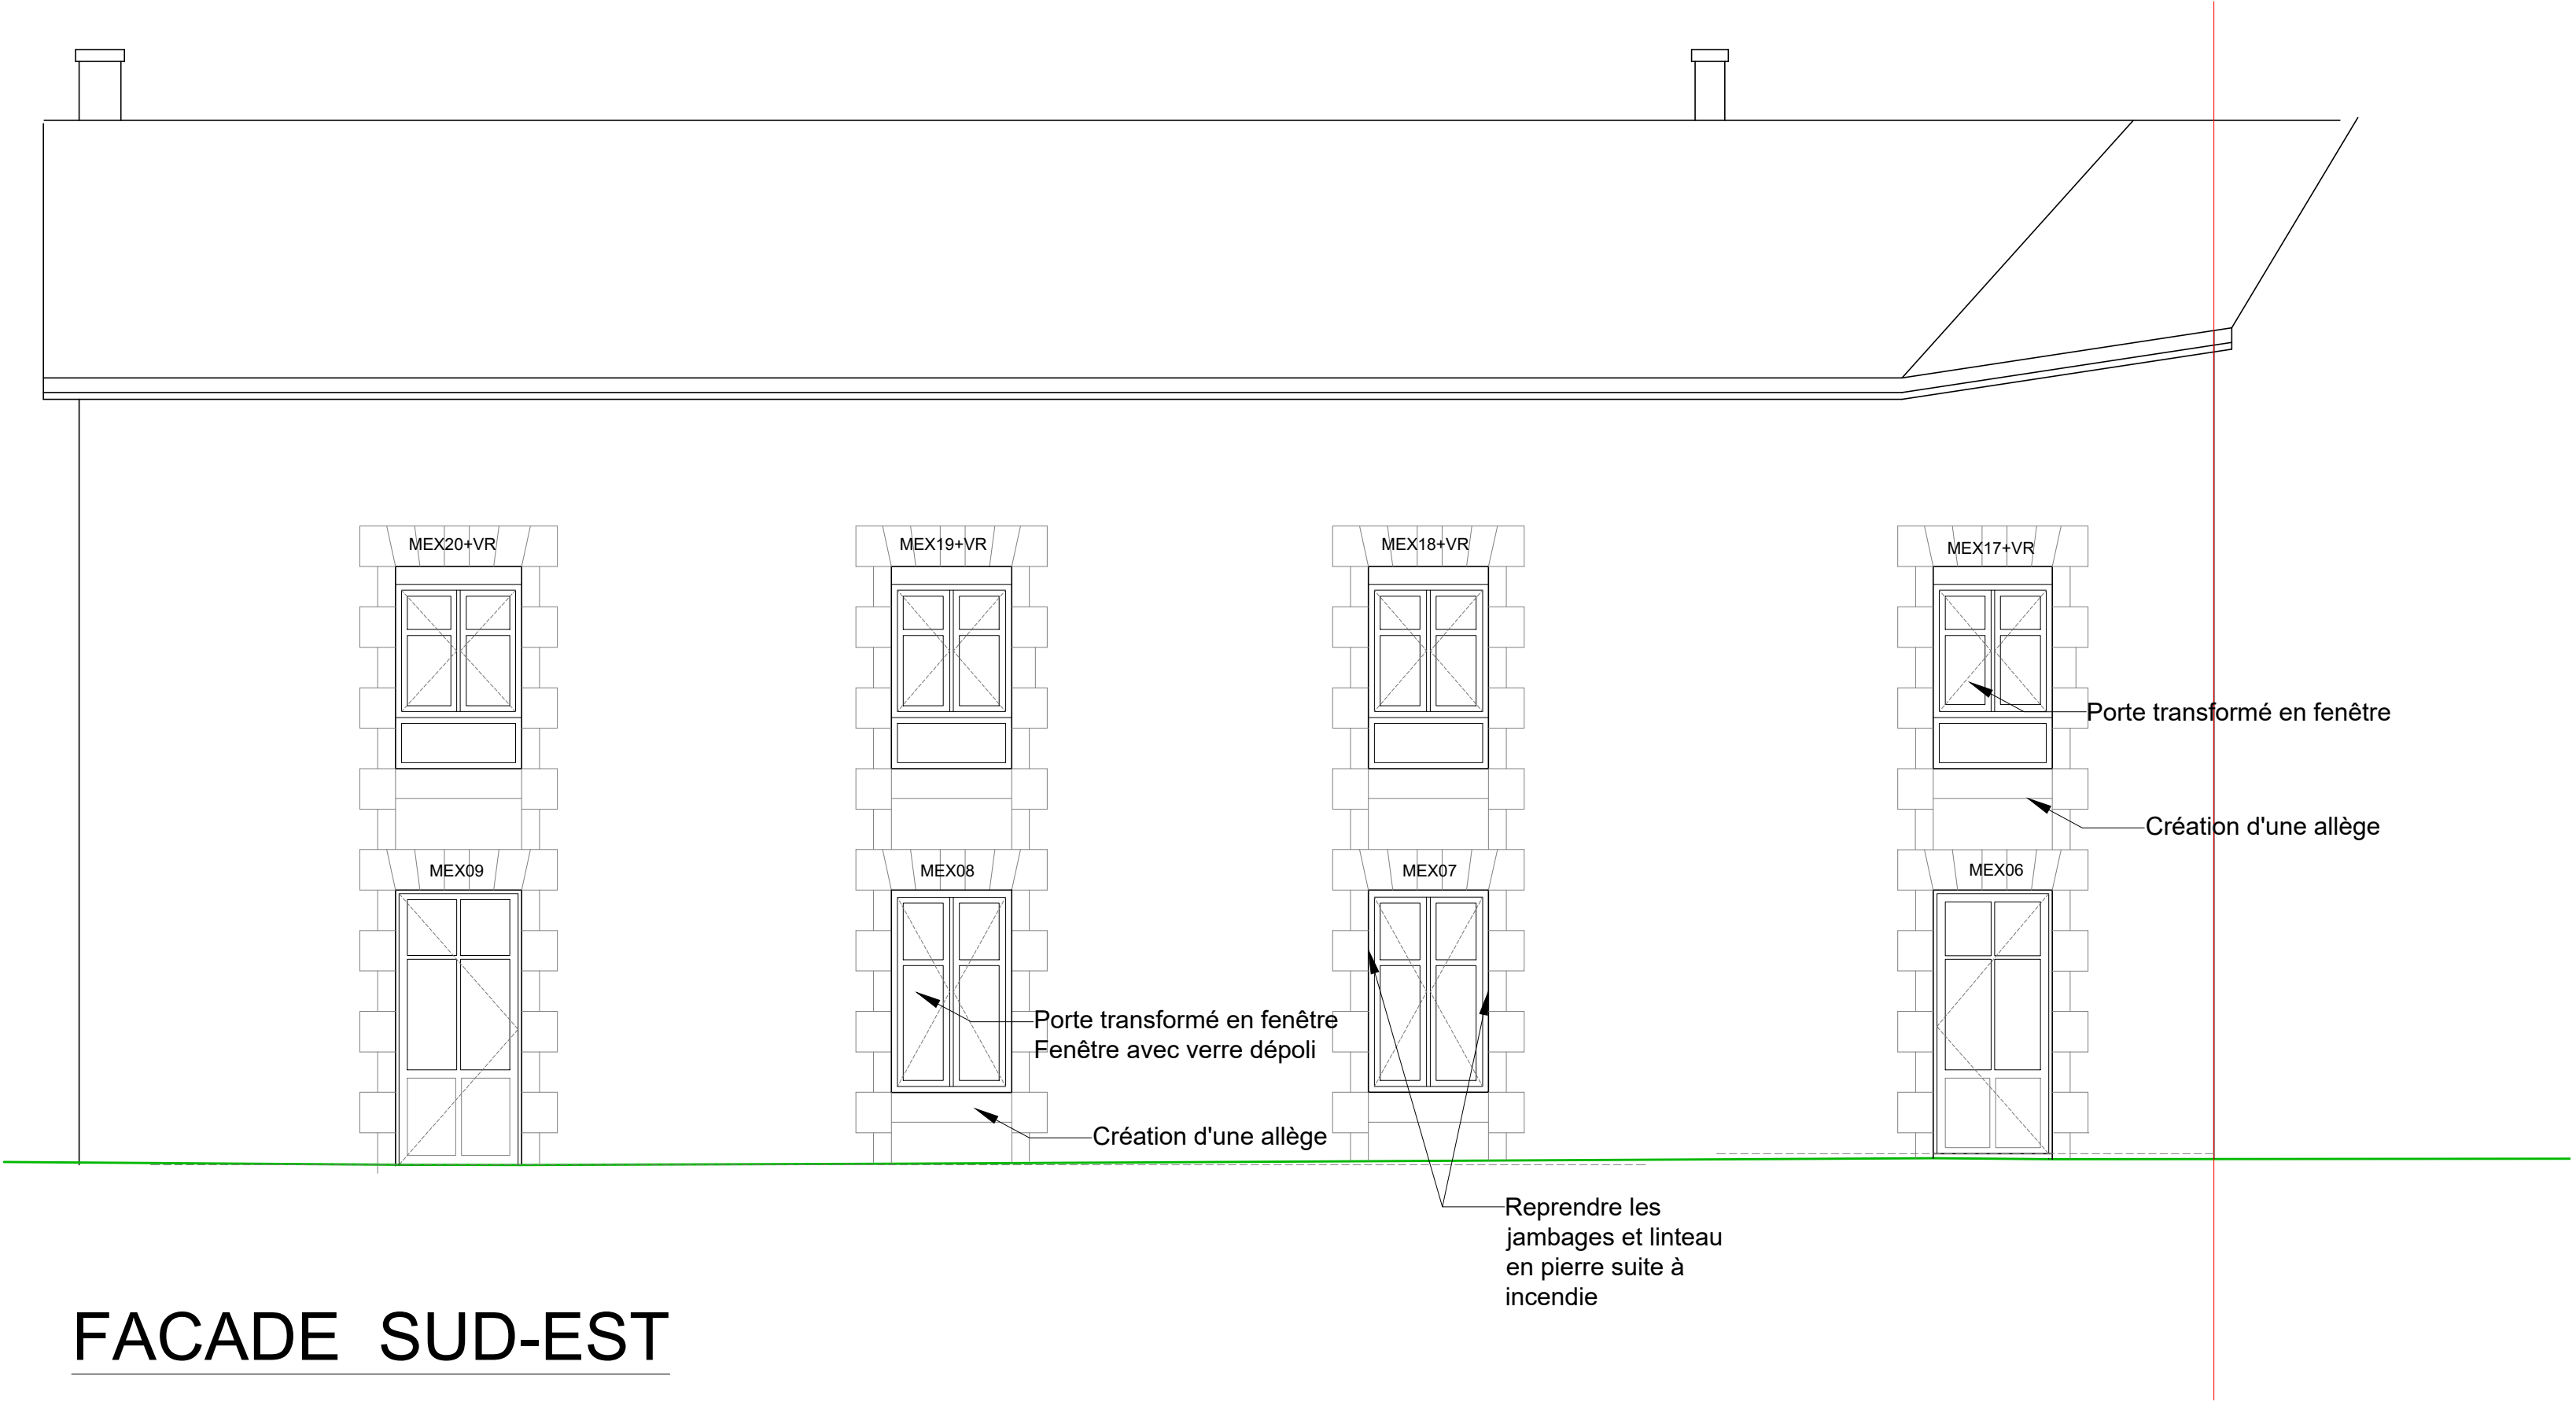 MEX20+VR
MEX19+VR
MEX18+VR
MEX17+VR
Porte transformé en fenêtre
Création d'une allège
MEX09
MEX08
MEX07
MEX06
Porte transformé en fenêtre
Fenêtre avec verre dépoli
Création d'une allège
Reprendre les
jambages et linteau
en pierre suite à
incendie
FACADE SUD-EST